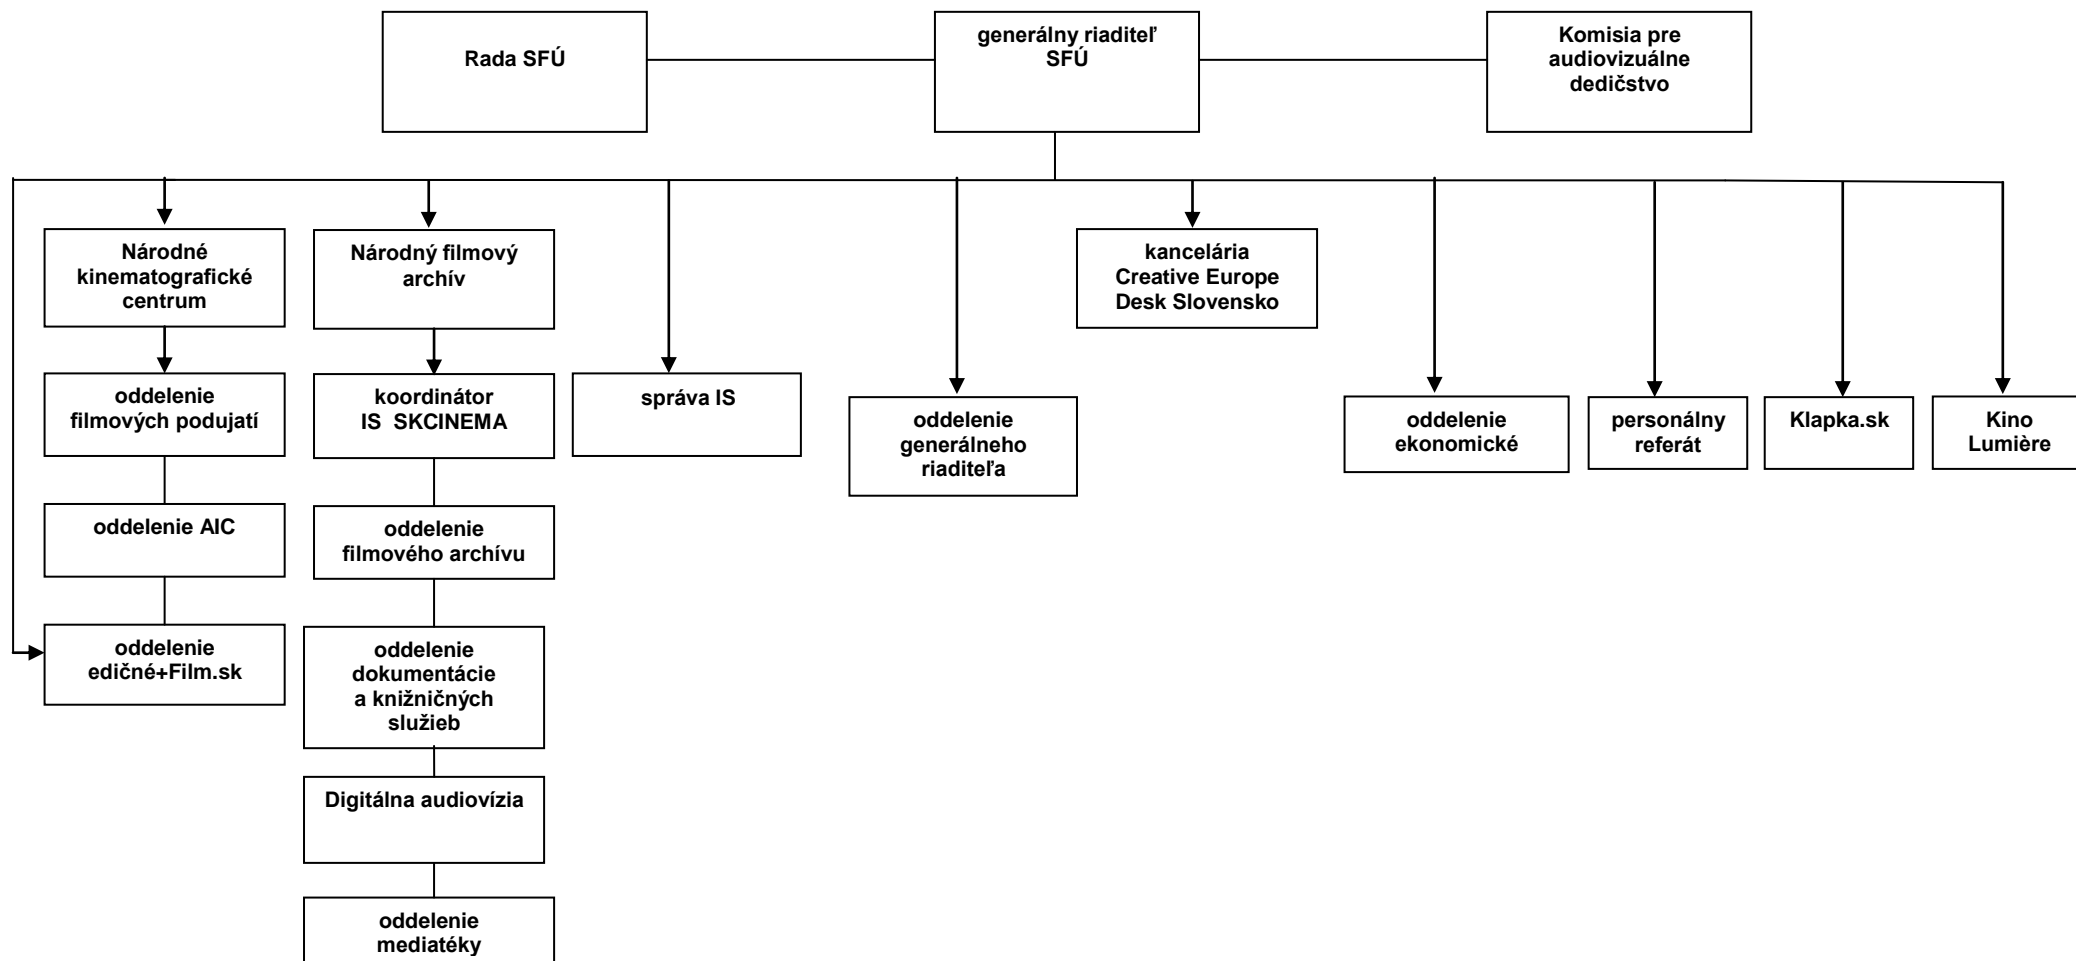 Rada SFÚ
generálny riaditeľ
SFÚ
Komisia pre
audiovizuálne
dedičstvo
Národné
kinematografické
centrum
Národný filmový
archív
kancelária
Creative Europe
Desk Slovensko
oddelenie
filmových podujatí
koordinátor
IS  SKCINEMA
správa IS
oddelenie
generálneho
riaditeľa
oddelenie
ekonomické
personálny
referát
Klapka.sk
Kino
Lumière
oddelenie AIC
oddelenie
filmového archívu
oddelenie
edičné+Film.sk
oddelenie
dokumentácie
a knižničných
služieb
Digitálna audiovízia
oddelenie
mediatéky